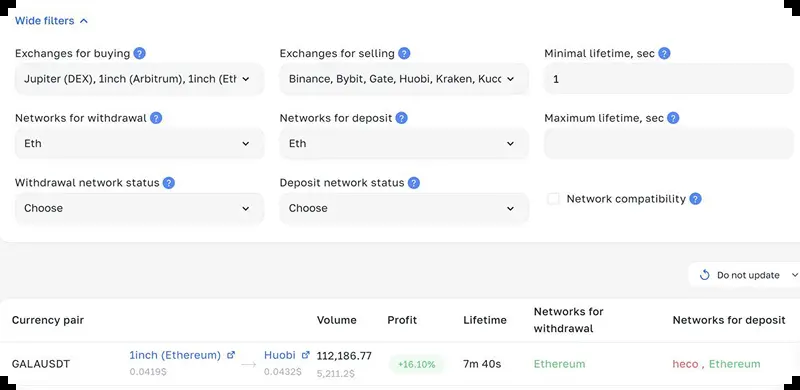 Wide filters
Exchanges for buying ? Exchanges for selling ? Minimal lifetime, sec ?
Jupiter (DEX), 1inch (Arbitrum), 1inch (Eth Binance, Bybit, Gate, Huobi, Kraken, Kucc 1
Networks for withdrawal ? Networks for deposit ? Maximum lifetime, sec ?
Eth Eth
Withdrawal network status ? Deposit network status ?
Choose Choose Network compatibility ?
Do not update
Currency pair Volume Profit Lifetime Networks for withdrawal Networks for deposit
GALAUSDT 1inch (Ethereum) → Huobi 112,186.77 +16.10% 7m 40s Ethereum heco , Ethereum
0.0419$ 0.0432$ 5,211.2$